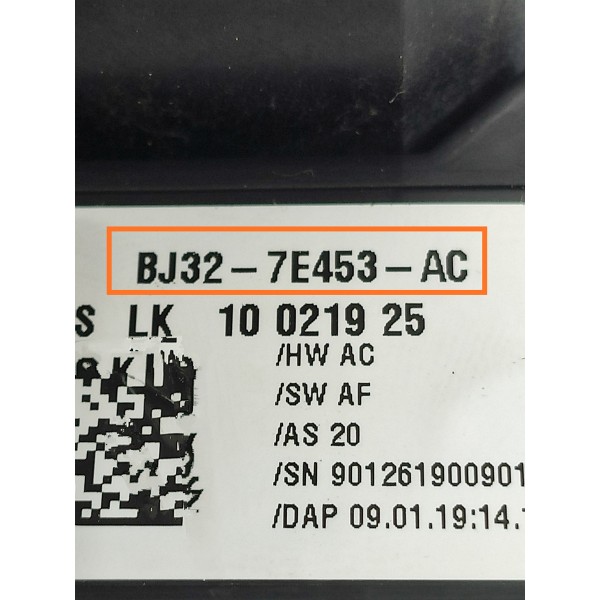 BJ32-7E453-AC
S LK 10 0219 25
/HW AC
/SW AF
/AS 20
/SN 901261900901
/DAP 09.01.19:14.